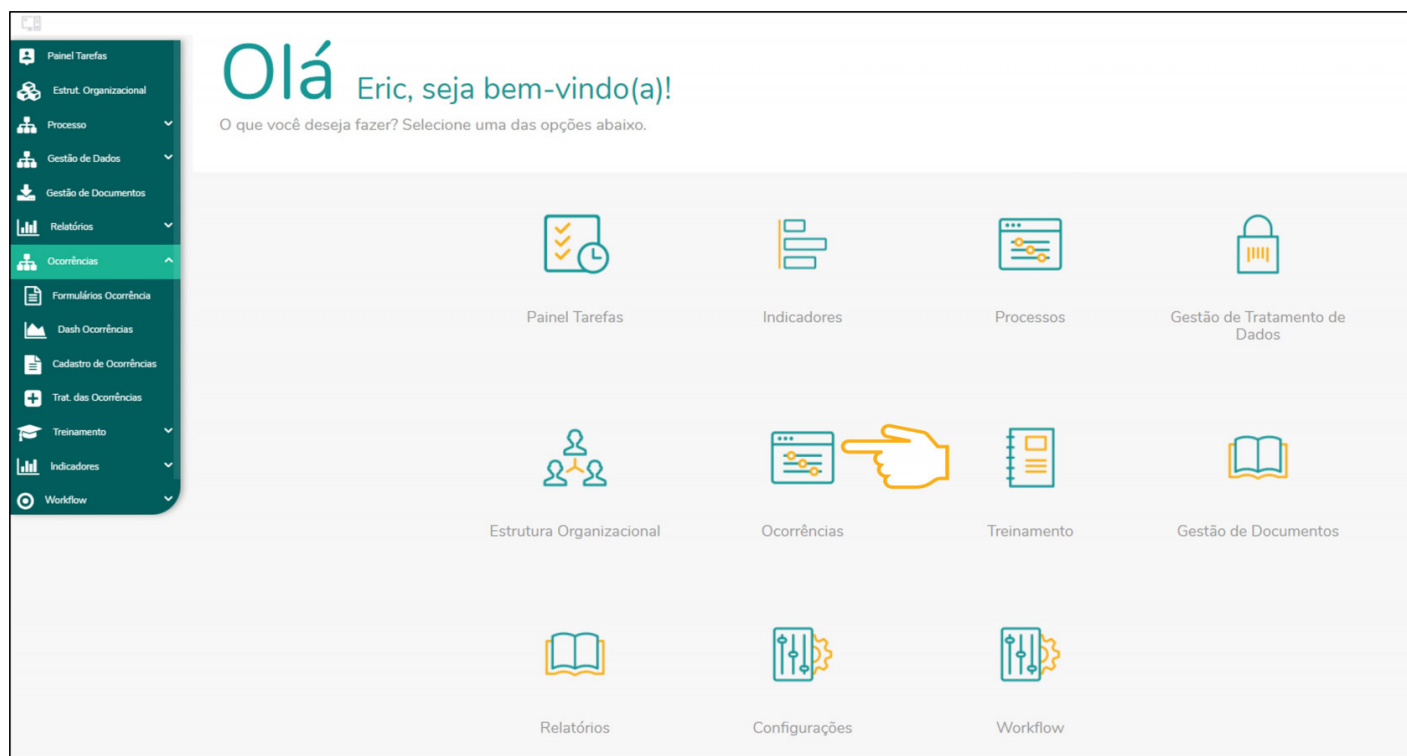 Painel Tarefas
Estrut. Organizacional
Processo
Gestão de Dados
Gestão de Documentos
Relatórios
Ocorrências
Formulários Ocorrência
Dash Ocorrências
Cadastro de Ocorrências
Trat. das Ocorrências
Treinamento
Indicadores
Workflow
Olá Eric, seja bem-vindo(a)!
O que você deseja fazer? Selecione uma das opções abaixo.
Painel Tarefas
Indicadores
Processos
Gestão de Tratamento de
Dados
Estrutura Organizacional
Ocorrências
Treinamento
Gestão de Documentos
Relatórios
Configurações
Workflow